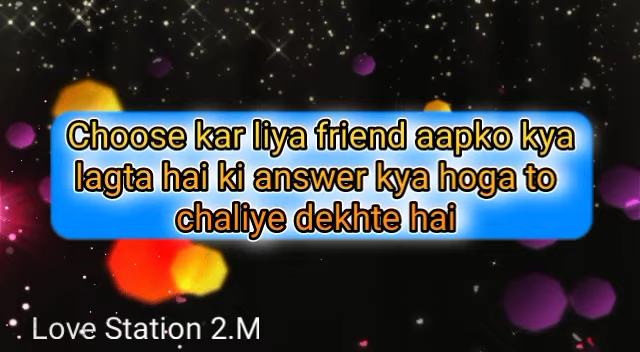 Choose kar liya friend aapko kya
lagta hai ki answer kya hoga to
chaliye dekhte hai
Love Station 2.M